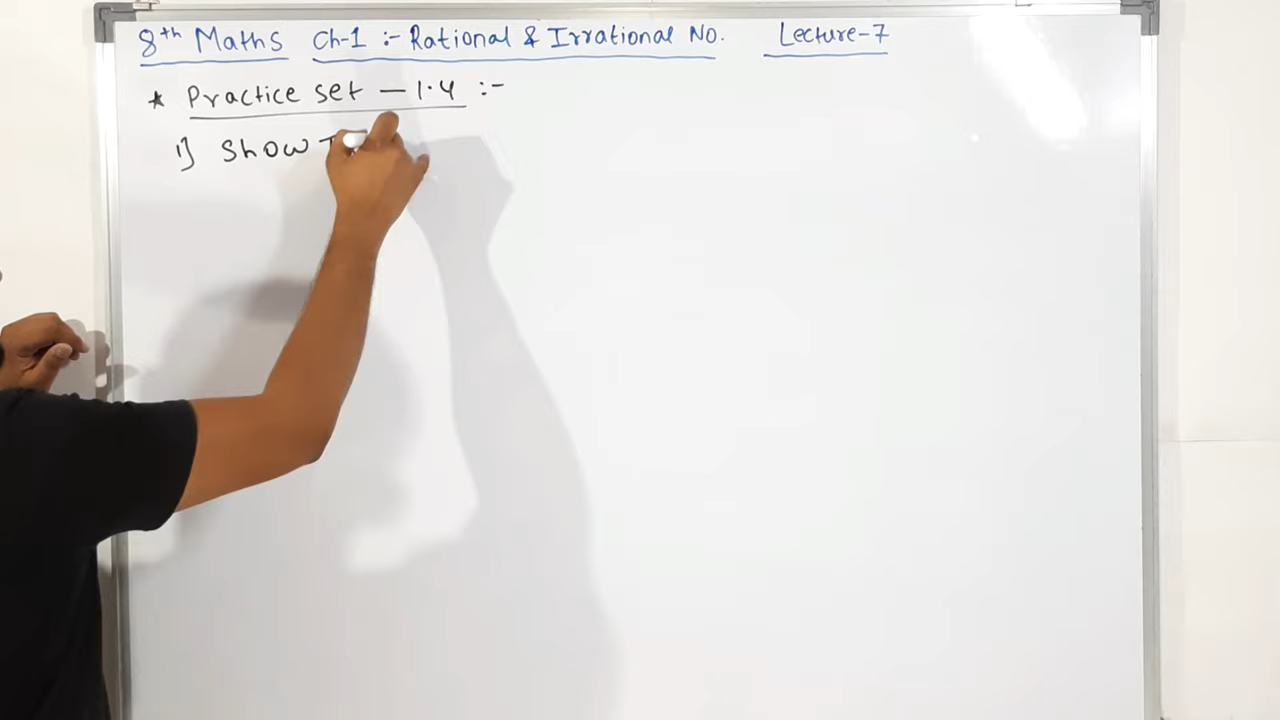 8th Maths Ch-1 :- Rational & Irrational No. Lecture-7
* Practice set – 1.4 :-
1) Show